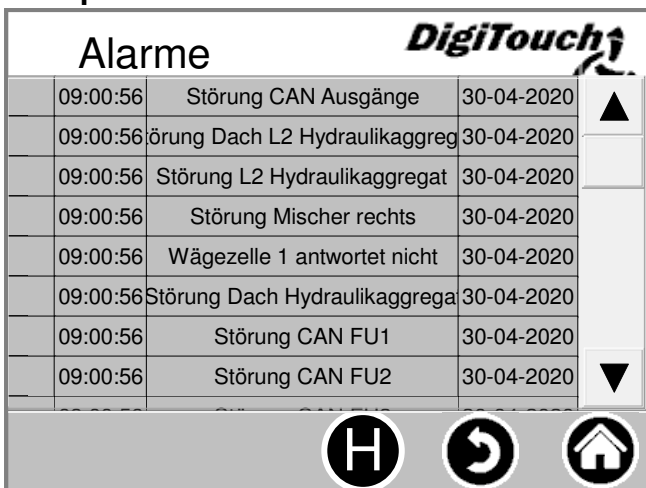 Alarme
DigiTouch
09:00:56 Störung CAN Ausgänge 30-04-2020
09:00:56 örung Dach L2 Hydraulikaggreg 30-04-2020
09:00:56 Störung L2 Hydraulikaggregat 30-04-2020
09:00:56 Störung Mischer rechts 30-04-2020
09:00:56 Wägezelle 1 antwortet nicht 30-04-2020
09:00:56 Störung Dach Hydraulikaggrega 30-04-2020
09:00:56 Störung CAN FU1 30-04-2020
09:00:56 Störung CAN FU2 30-04-2020
H